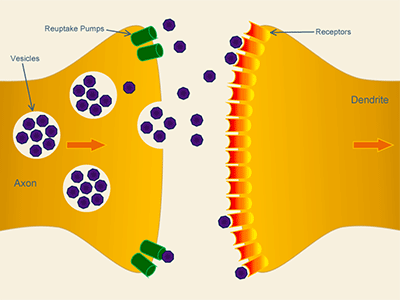 Reuptake Pumps
Receptors
Vesicles
Dendrite
Axon